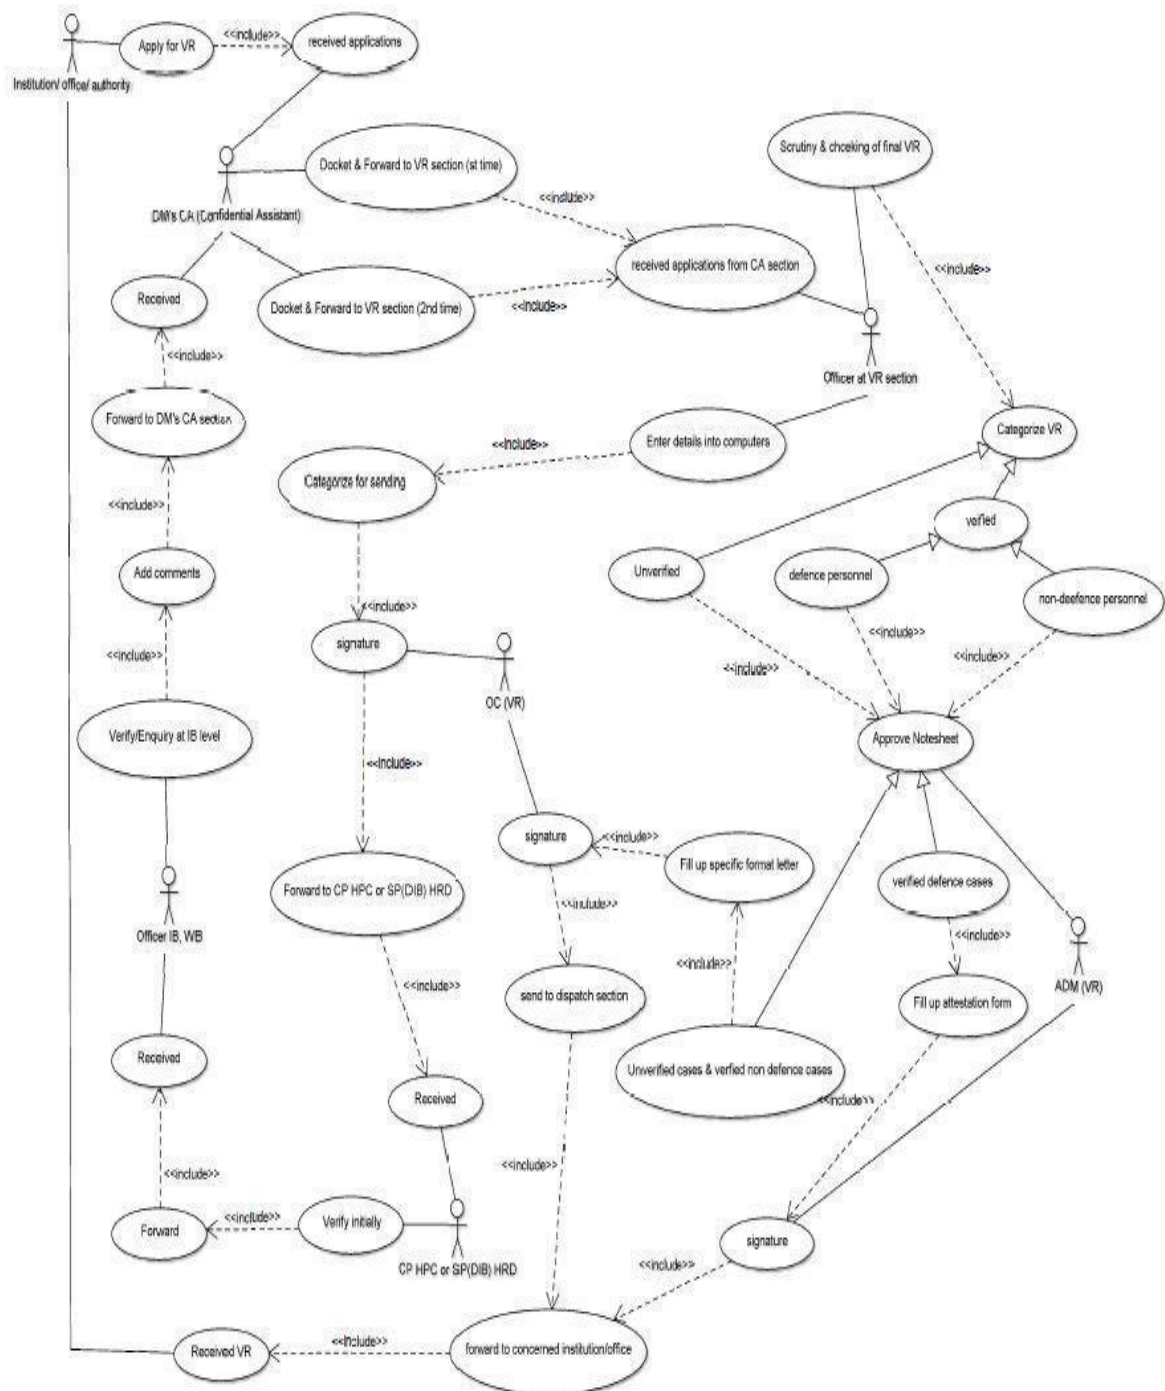 <<include>>
Apply for VR
received applications
Institution/ office/ authority
Scrutiny & chceking of final VIR
Docket & Forward to VR section (st time)
<<include>>
DM's CA (Confidential Assistant)
received applications from CA section
<<include>>
Received
Docket & Forward to VR section (2nd time)
<<include>>
<<include>>
Officer at VR section
Forward to DM's CA section
Categorize VR
Enter details into computers
<<include>>
Categorize for sending
<<include>>
verified
Add comments
Unverified
defence personnel
non-deefence personnel
<<include>>
signature
<<include>>
<<include>>
<<include>>
<<include>>
OC (VR)
Verify/Enquiry at IB level
Approve Notesheet
<<include>>
signature
<<include>>
Fill up specific format letter
verified defence cases
Forward to CP HPC or SP(DIB) HRD
<<include>>
<<include>>
Officer IB, WB
<<include>>
<<include>>
ADM (VR)
send to dispatch section
Fill up attestation form
Received
Unverified cases & verfied non defence cases
Received
<<include>>
<<include>>
<<include>>
<<include>>
Forward
Verify initially
signature
CP HPC or SP(DIB) HRD
<<include>>
<<include>>
Received VR
forward to concerned institution/office